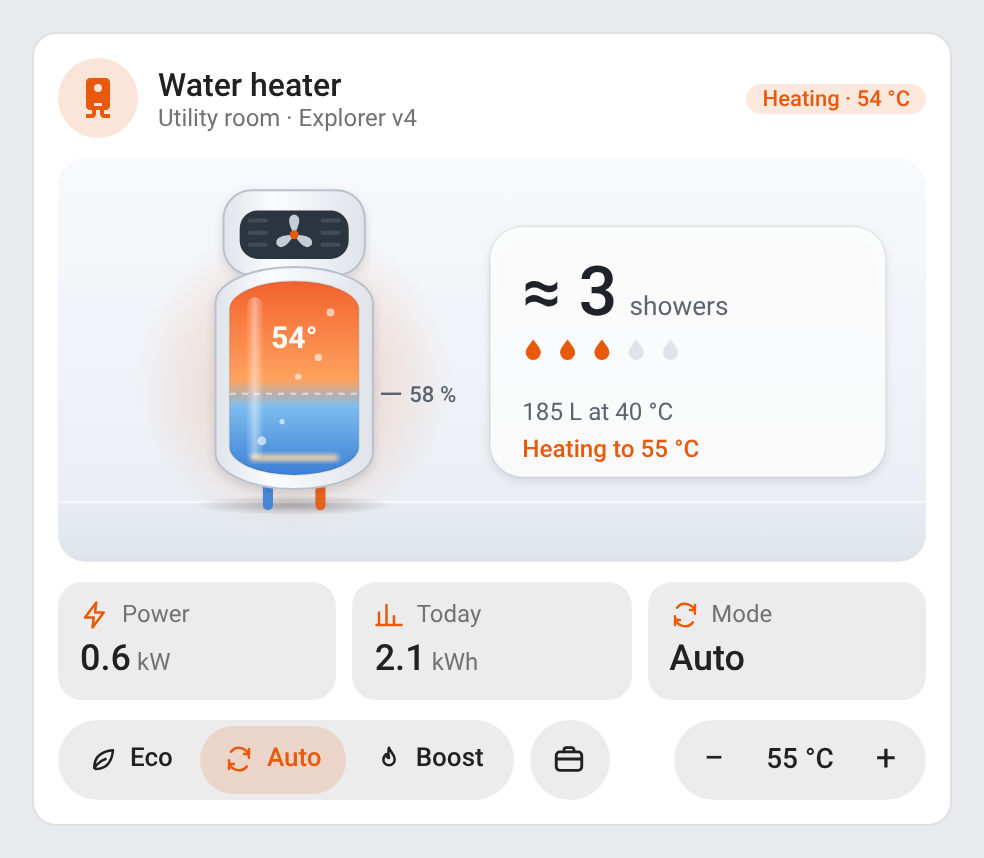 Water heater
Utility room · Explorer v4
Heating · 54 °C
54°
58 %
≈ 3 showers
185 L at 40 °C
Heating to 55 °C
Power
0.6 kW
Today
2.1 kWh
Mode
Auto
Eco
Auto
Boost
− 55 °C +